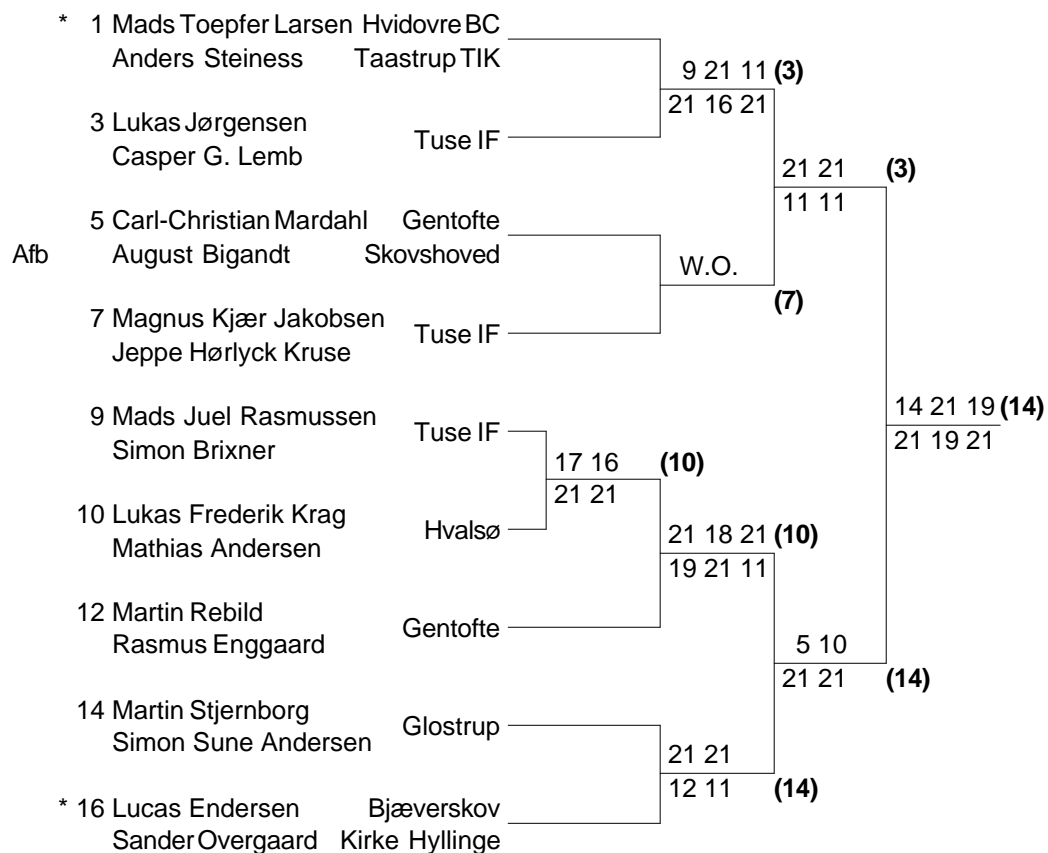 * 1 Mads Toepfer Larsen Hvidovre BC
Anders Steiness Taastrup TIK
9 21 11 (3)
21 16 21
3 Lukas Jørgensen
Tuse IF
Casper G. Lemb
21 21 (3)
11 11
5 Carl-Christian Mardahl Gentofte
Afb August Bigandt Skovshoved
W.O.
(7)
7 Magnus Kjær Jakobsen
Tuse IF
Jeppe Hørlyck Kruse
14 21 19 (14)
21 19 21
9 Mads Juel Rasmussen
Tuse IF
Simon Brixner
17 16 (10)
21 21
10 Lukas Frederik Krag
Hvalsø
Mathias Andersen
21 18 21 (10)
19 21 11
12 Martin Rebild
Gentofte
Rasmus Enggaard
5 10
21 21 (14)
14 Martin Stjernborg
Glostrup
Simon Sune Andersen
21 21
12 11 (14)
* 16 Lucas Endersen Bjæverskov
Sander Overgaard Kirke Hyllinge